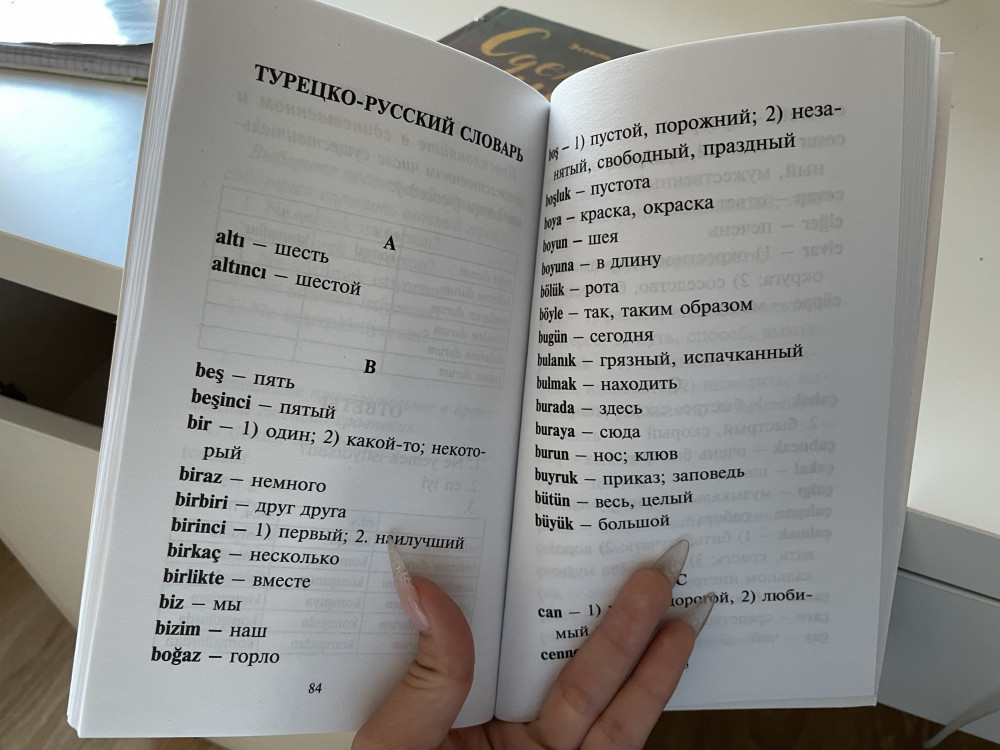 Сде
ТУРЕЦКО-РУССКИЙ СЛОВАРЬ
A
altı – шесть
altıncı – шестой
B
beş – пять
beşinci – пятый
bir – 1) один; 2) какой-то; некото-
рый
biraz – немного
birbiri – друг друга
birinci – 1) первый; 2. наилучший
birkaç – несколько
birlikte – вместе
biz – мы
bizim – наш
boğaz – горло
84
boş – 1) пустой, порожний; 2) неза-
нятый, свободный, праздный
boşluk – пустота
boya – краска, окраска
boyun – шея
boyuna – в длину
bölük – рота
böyle – так, таким образом
bugün – сегодня
bulanık – грязный, испачканный
bulmak – находить
burada – здесь
buraya – сюда
burun – нос; клюв
buyruk – приказ; заповедь
bütün – весь, целый
büyük – большой
C
can – 1) дорогой, 2) люби-
мый